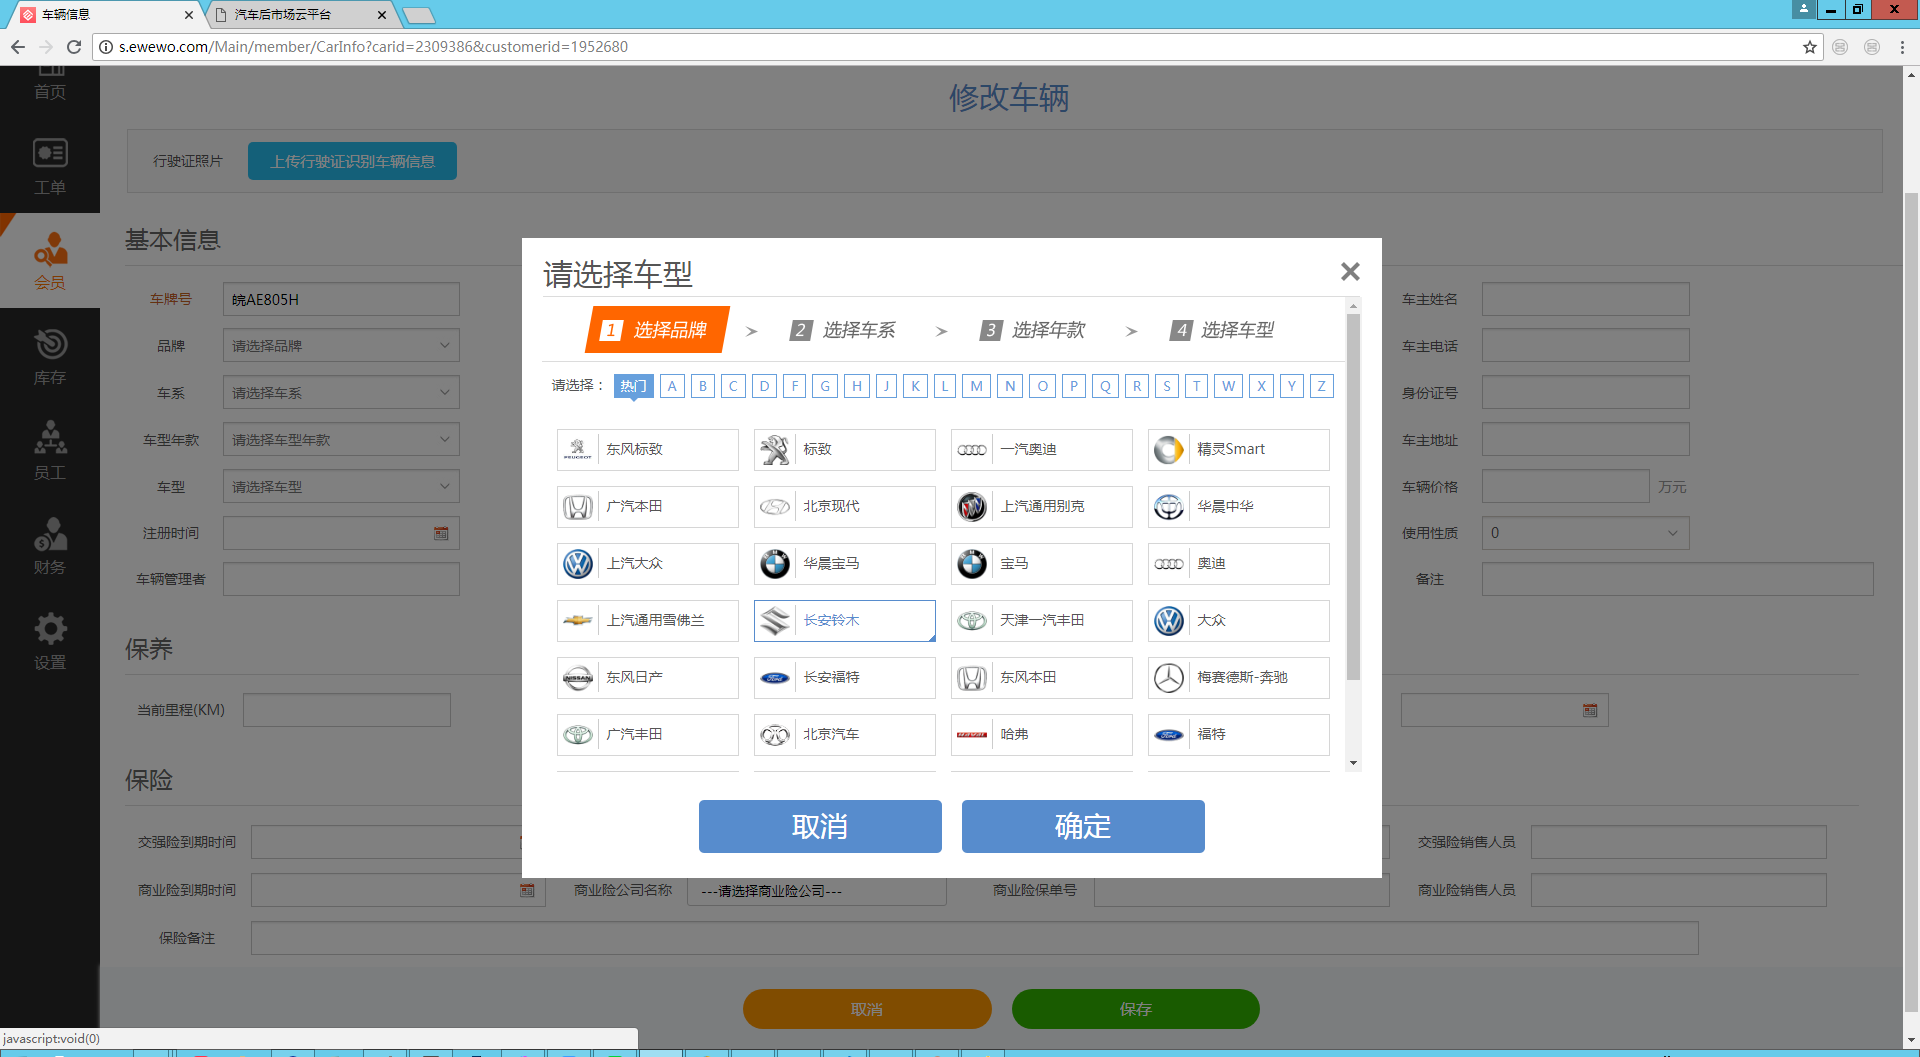 车辆信息
汽车后市场云平台
s.ewewo.com/Main/member/CarInfo?carid=2309386&customerid=1952680
首页
工单
会员
库存
员工
财务
设置
修改车辆
行驶证照片 上传行驶证识别车辆信息
基本信息
车牌号 皖AE805H
品牌 请选择品牌
车系 请选择车系
车型年款 请选择车型年款
车型 请选择车型
注册时间
车辆管理者
车主姓名
车主电话
身份证号
车主地址
车辆价格 万元
使用性质 0
备注
请选择车型
1 选择品牌 > 2 选择车系 > 3 选择年款 > 4 选择车型
请选择： 热门 A B C D F G H J K L M N O P Q R S T W X Y Z
PEUGEOT 东风标致 标致 一汽奥迪 精灵Smart
广汽本田 北京现代 上汽通用别克 华晨中华
上汽大众 华晨宝马 宝马 奥迪
上汽通用雪佛兰 长安铃木 天津一汽丰田 大众
NISSAN 东风日产 Ford 长安福特 东风本田 梅赛德斯-奔驰
广汽丰田 北京汽车 哈弗 Ford 福特
取消 确定
保养
当前里程(KM)
保险
交强险到期时间 交强险销售人员
商业险到期时间 商业险公司名称 ---请选择商业险公司--- 商业险保单号 商业险销售人员
保险备注
取消 保存
javascript:void(0)